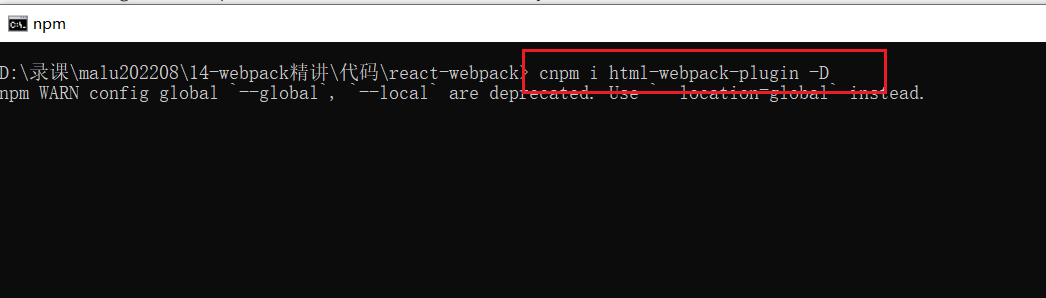 npm
D:\录课\malu202208\14-webpack精讲\代码\react-webpack> cnpm i html-webpack-plugin -D
npm WARN config global `--global`, `--local` are deprecated. Use `--location=global` instead.